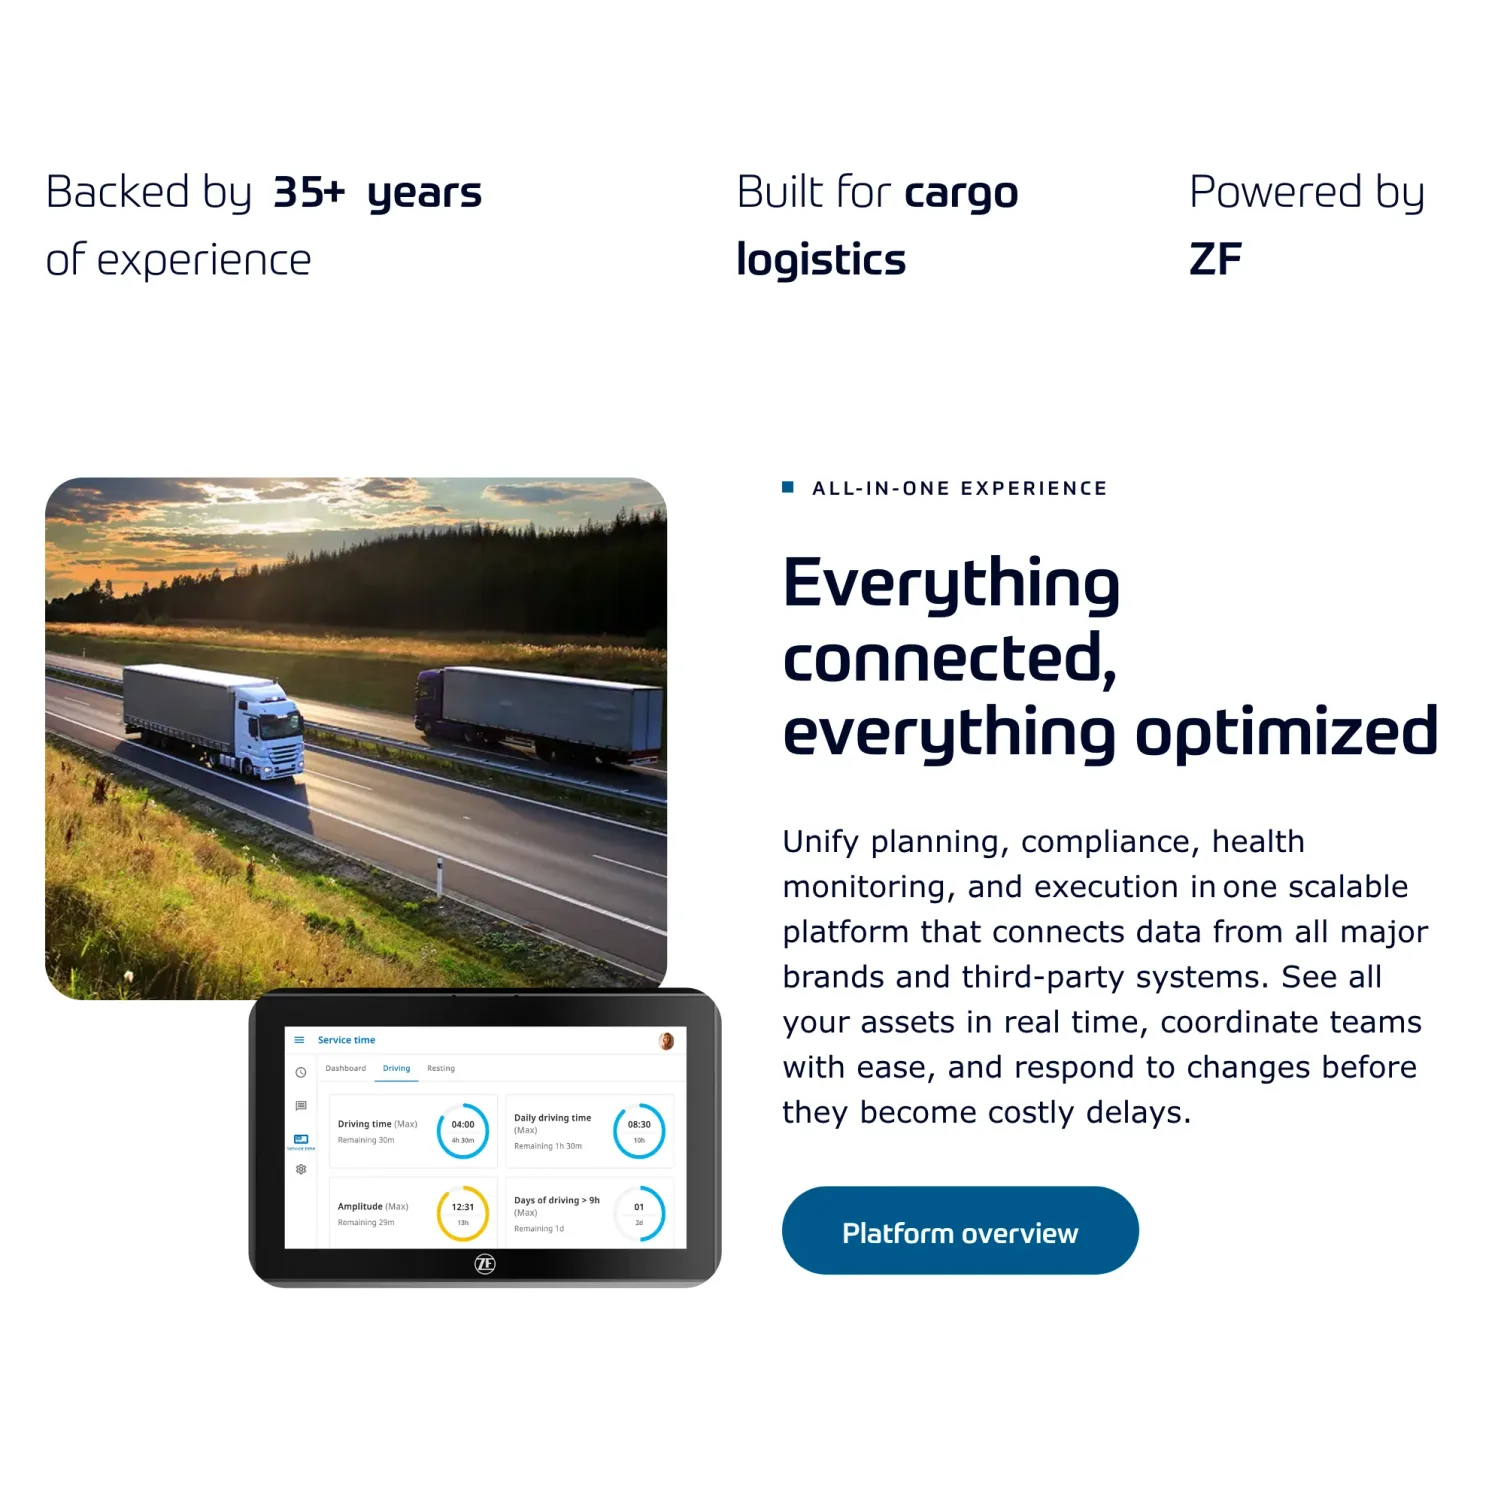 Backed by 35+ years
of experience
Built for cargo
logistics
Powered by
ZF
ALL-IN-ONE EXPERIENCE
Everything
connected,
everything optimized
Unify planning, compliance, health
monitoring, and execution in one scalable
platform that connects data from all major
brands and third-party systems. See all
your assets in real time, coordinate teams
with ease, and respond to changes before
they become costly delays.
Platform overview
Service time
Dashboard Driving Resting
Driving time (Max)
Remaining 30m
04:00
4h 30m
Daily driving time
(Max)
Remaining 1h 30m
08:30
10h
Service time
Amplitude (Max)
Remaining 29m
12:31
13h
Days of driving > 9h
(Max)
Remaining 1d
01
2d
ZF